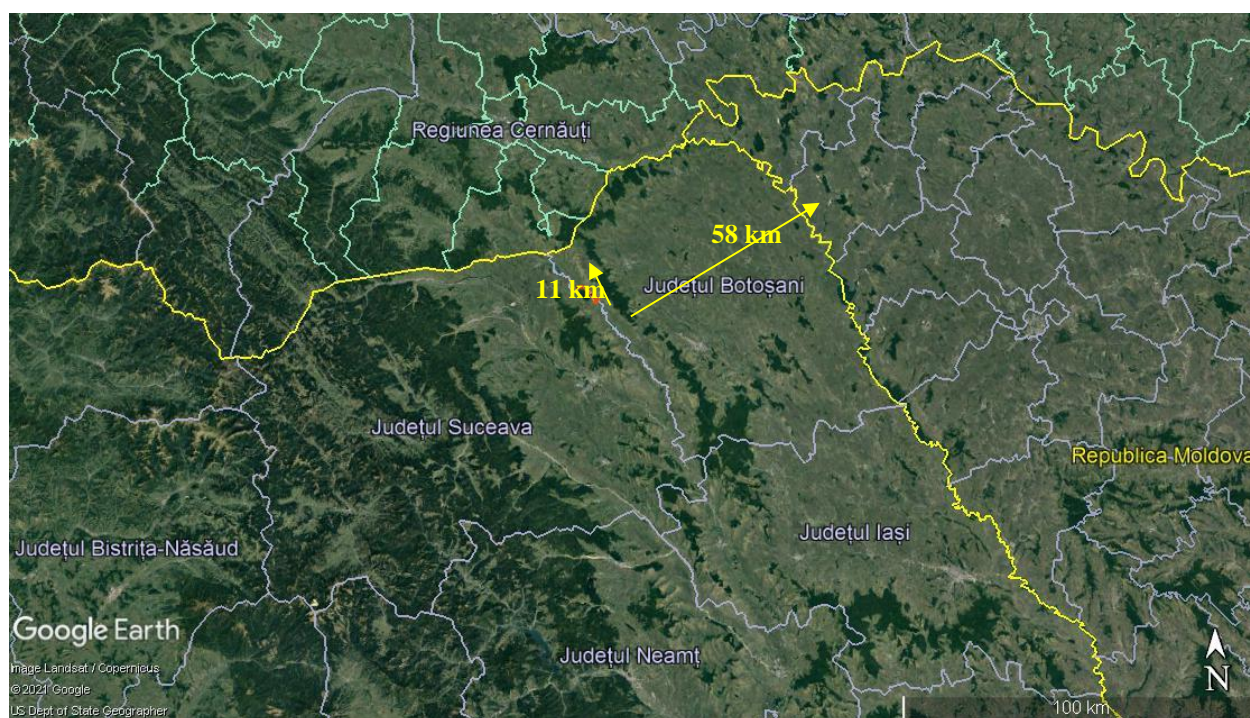 Regiunea Cernăuți
58 km
11 km
Județul Botoșani
Județul Suceava
Republica Moldova
Județul Iași
Județul Bistrița-Năsăud
Google Earth
Județul Neamț
Image Landsat / Copernicus
© 2021 Google
US Dept of State Geographer
N
100 km